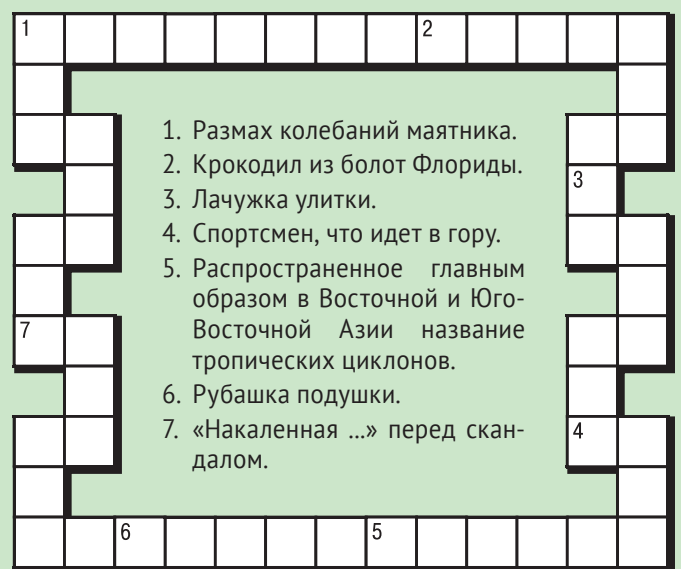 1
2
1. Размах колебаний маятника.
2. Крокодил из болот Флориды.
3. Лачужка улитки.
3
4. Спортсмен, что идет в гору.
5. Распространенное главным
образом в Восточной и Юго-
Восточной Азии название
тропических циклонов.
7
6. Рубашка подушки.
7. «Накаленная ...» перед скан-
далом.
4
6
5